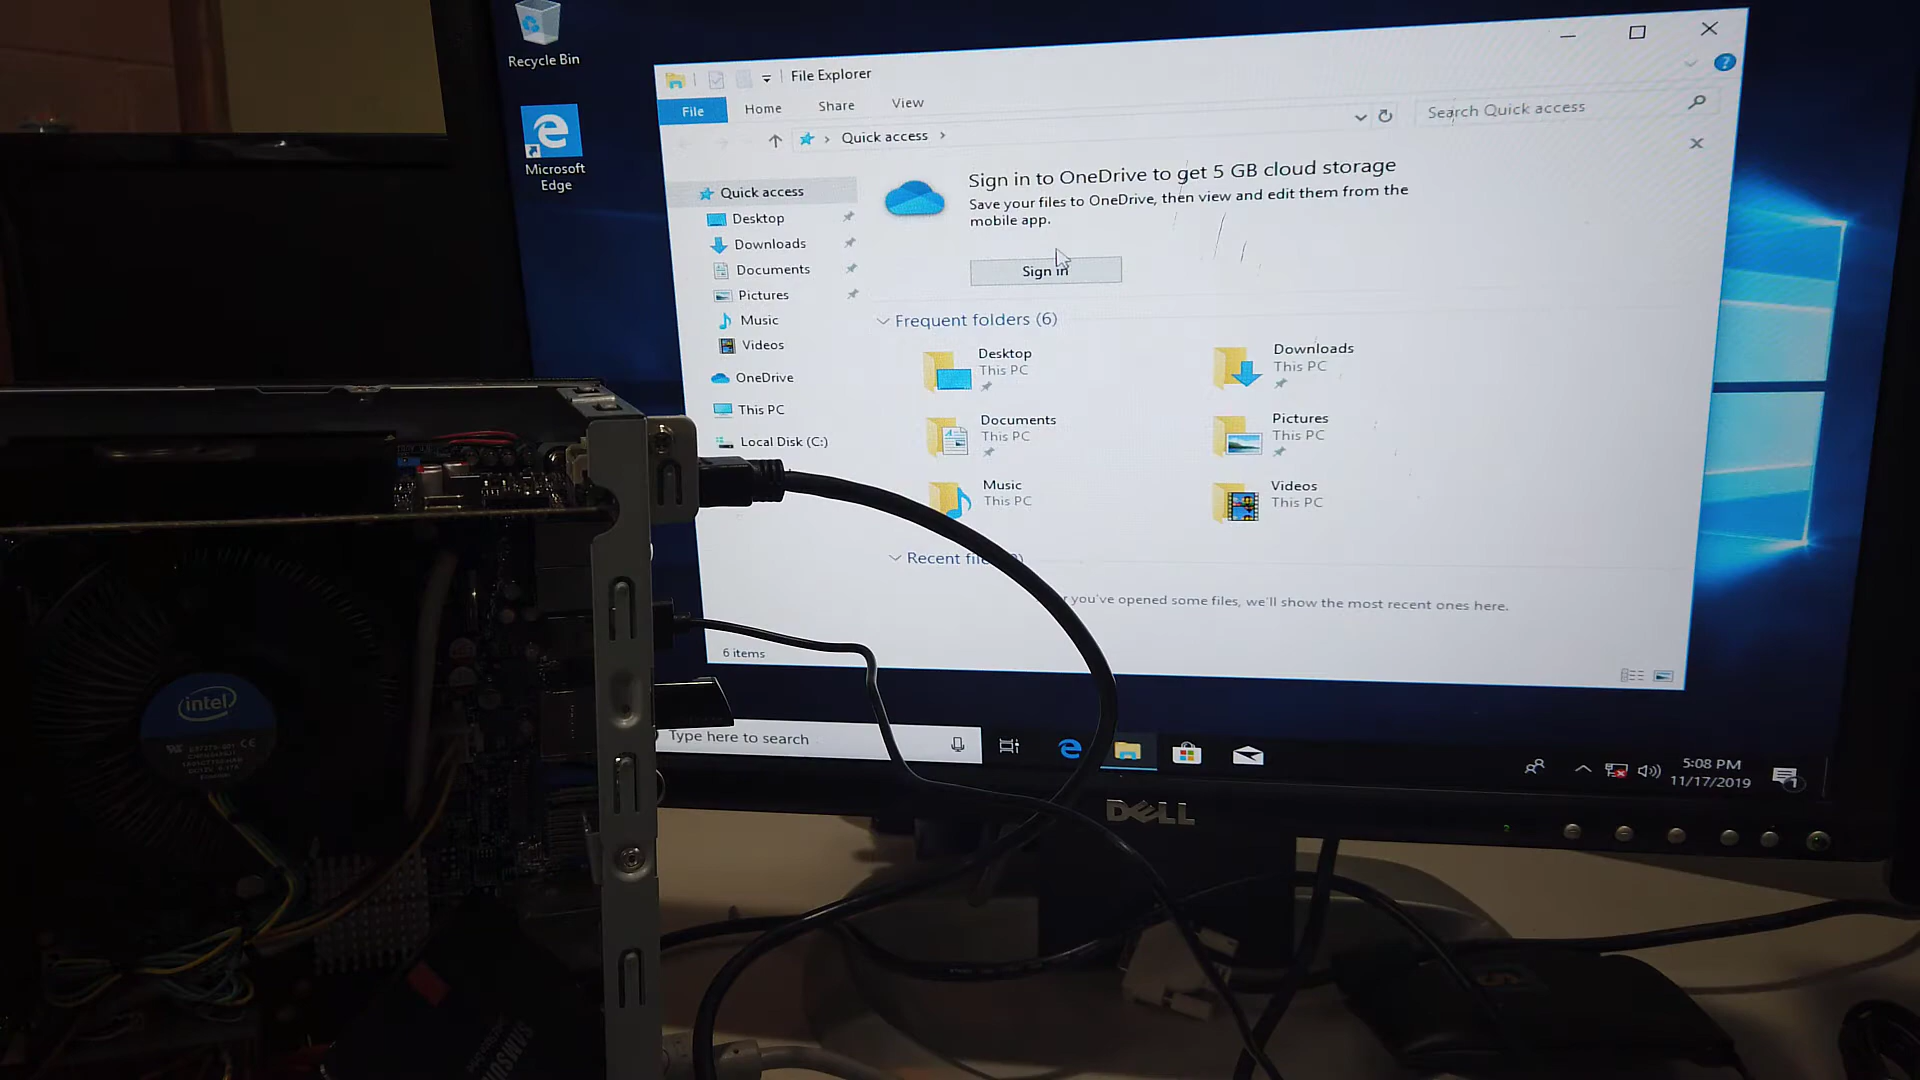 Recycle Bin
Microsoft
Edge
File Explorer
File
Home
Share
View
Quick access
Search Quick access
Quick access
Desktop
Downloads
Documents
Pictures
Music
Videos
OneDrive
This PC
Local Disk (C:)
Sign in to OneDrive to get 5 GB cloud storage
Save your files to OneDrive, then view and edit them from the
mobile app.
Sign in
Frequent folders (6)
Desktop
This PC
Downloads
This PC
Documents
This PC
Pictures
This PC
Music
This PC
Videos
This PC
Recent
you've opened some files, we'll show the most recent ones here.
6 items
Type here to search
5:08 PM
11/17/2019
1
DELL
2
intel
SAMSUNG